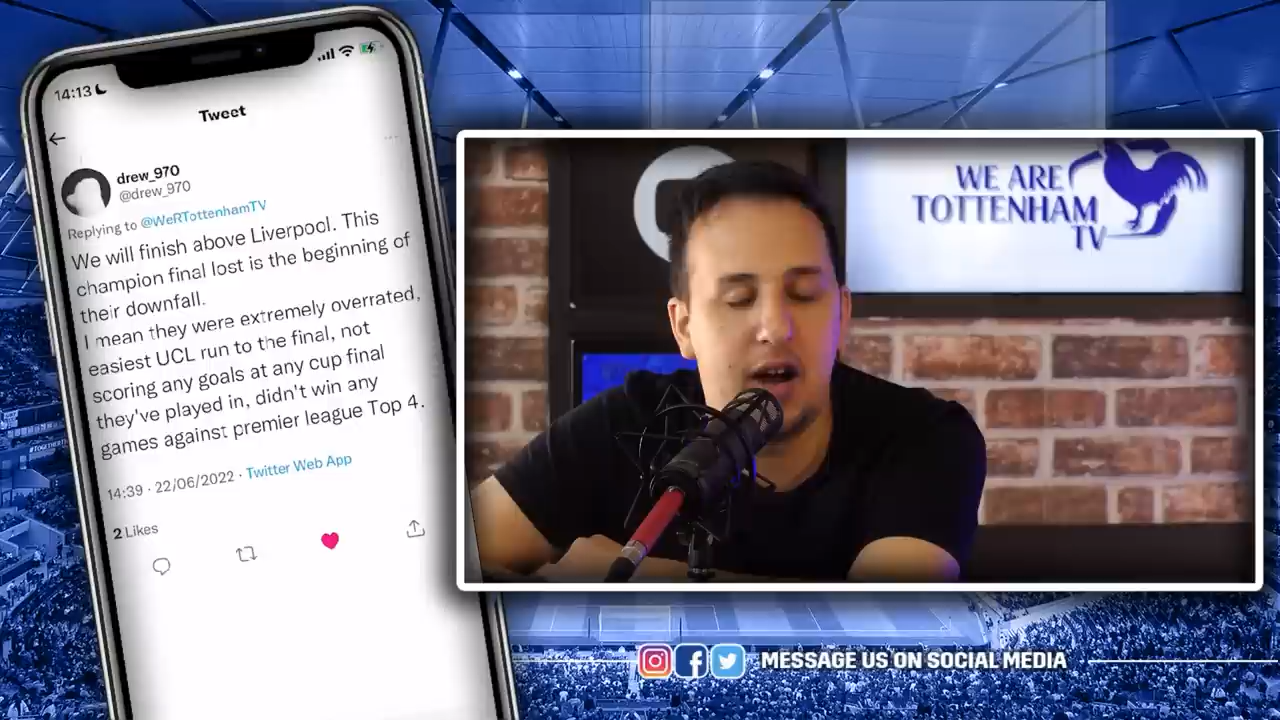 14:13
Tweet
drew_970
@drew_970
Replying to @WeRTottenhamTV
We will finish above Liverpool. This
champion final lost is the beginning of
their downfall.
I mean they were extremely overrated,
easiest UCL run to the final, not
scoring any goals at any cup final
they've played in, didn't win any
games against premier league Top 4.
14:39 · 22/06/2022 · Twitter Web App
2 Likes
WE ARE
TOTTENHAM
TV
MESSAGE US ON SOCIAL MEDIA